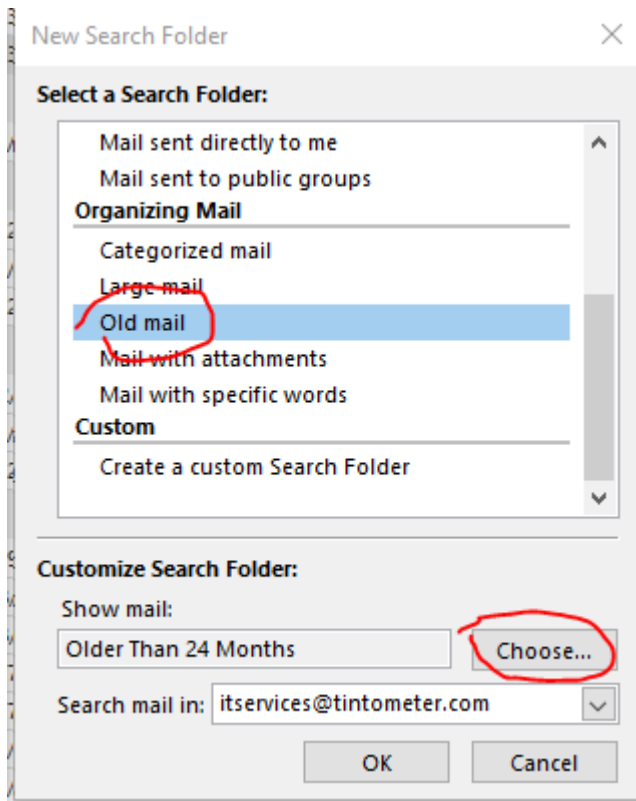 New Search Folder
Select a Search Folder:
Mail sent directly to me
Mail sent to public groups
Organizing Mail
Categorized mail
Large mail
Old mail
Mail with attachments
Mail with specific words
Custom
Create a custom Search Folder
Customize Search Folder:
Show mail:
Older Than 24 Months Choose...
Search mail in: itservices@tintometer.com
OK Cancel